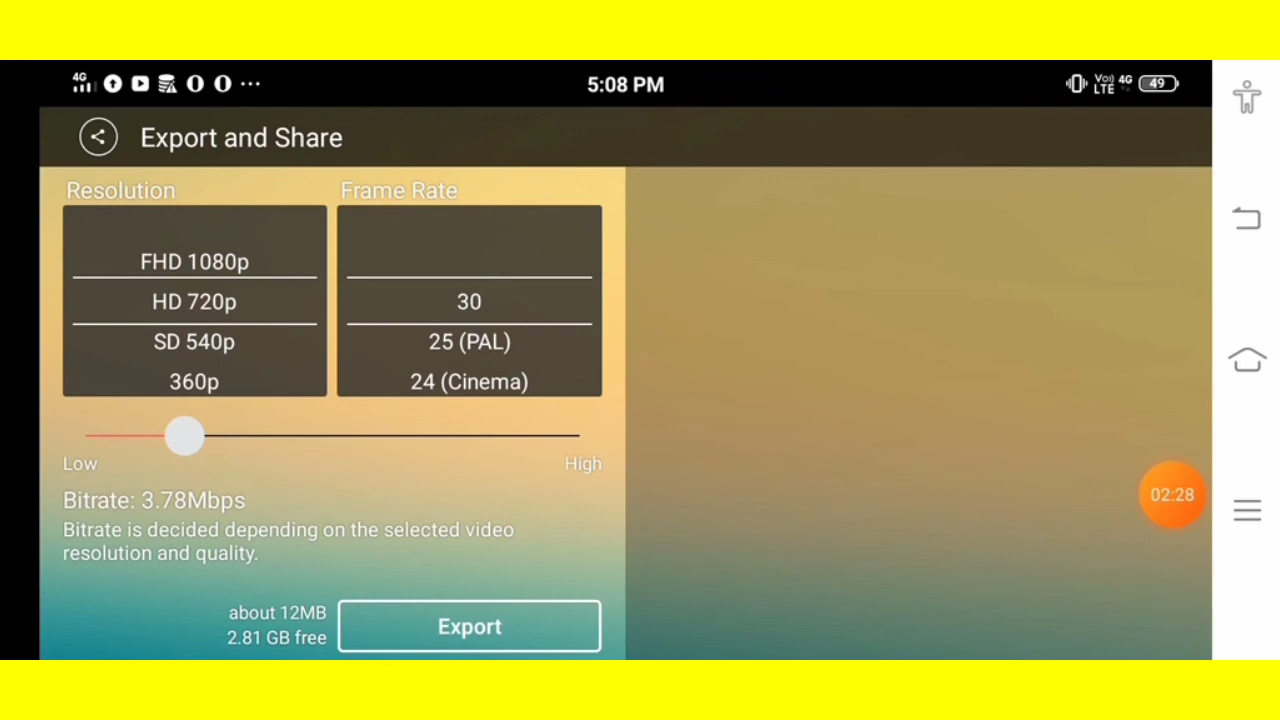 4G 5:08 PM Vo) LTE 4G 49
Export and Share
Resolution Frame Rate
FHD 1080p
HD 720p 30
SD 540p 25 (PAL)
360p 24 (Cinema)
Low High
Bitrate: 3.78Mbps
Bitrate is decided depending on the selected video
resolution and quality.
about 12MB
2.81 GB free
Export
02:28